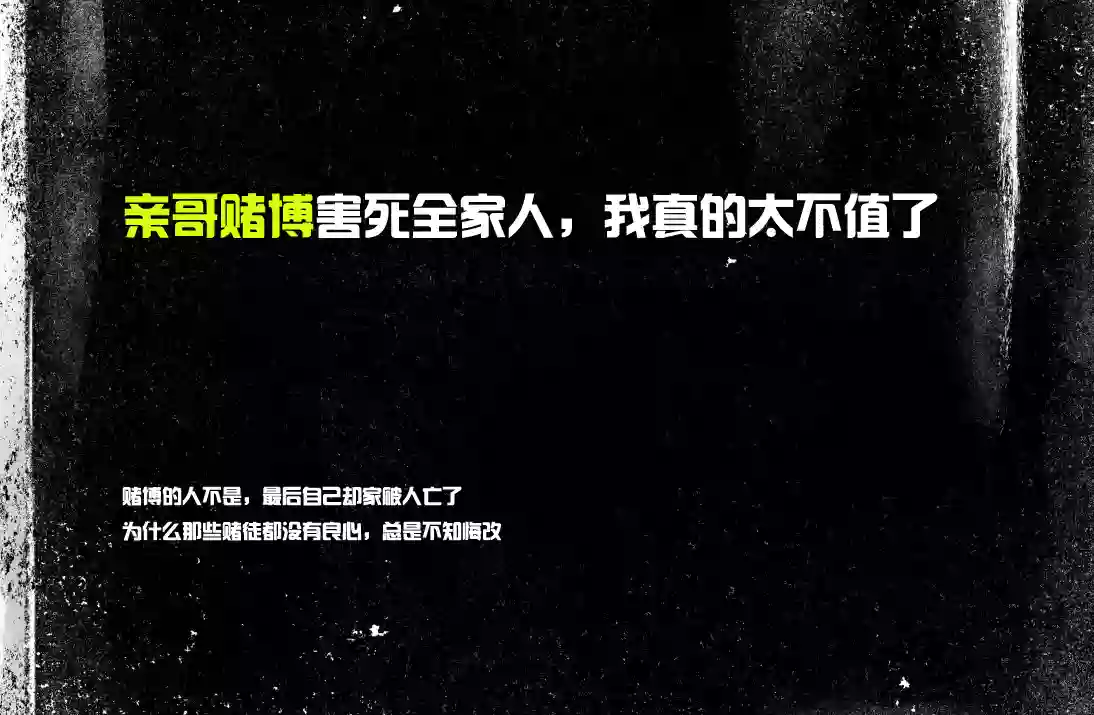 亲哥赌博害死全家人，我真的太不值了
赌博的人不是，最后自己却家破人亡了
为什么那些赌徒都没有良心，总是不知悔改